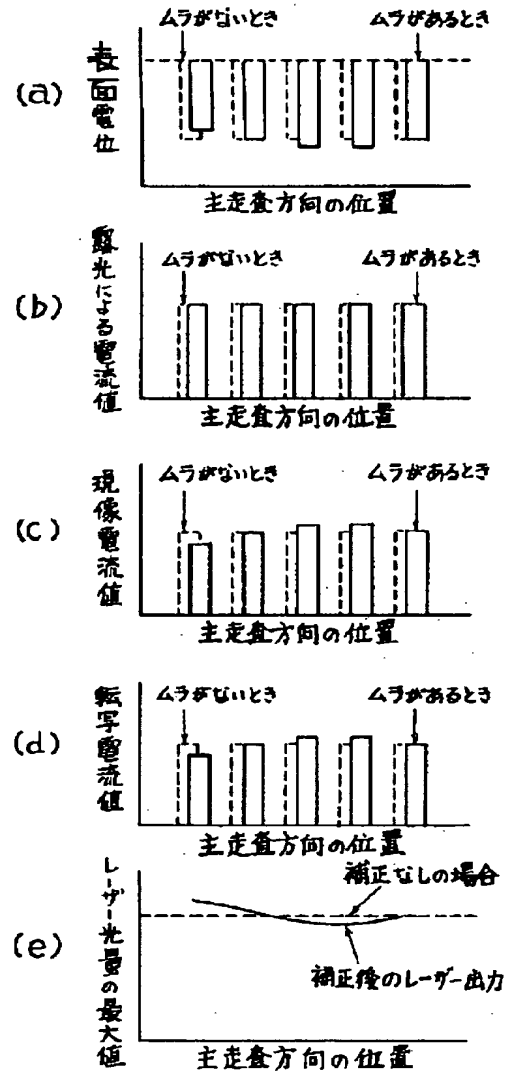 (a)
表面電位
ムラがないとき
ムラがあるとき
主走査方向の位置
(b)
露光による電流値
ムラがないとき
ムラがあるとき
主走査方向の位置
(c)
現像電流値
ムラがないとき
ムラがあるとき
主走査方向の位置
(d)
転写電流値
ムラがないとき
ムラがあるとき
主走査方向の位置
(e)
レーザー光量の最大値
補正なしの場合
補正後のレーザー出力
主走査方向の位置